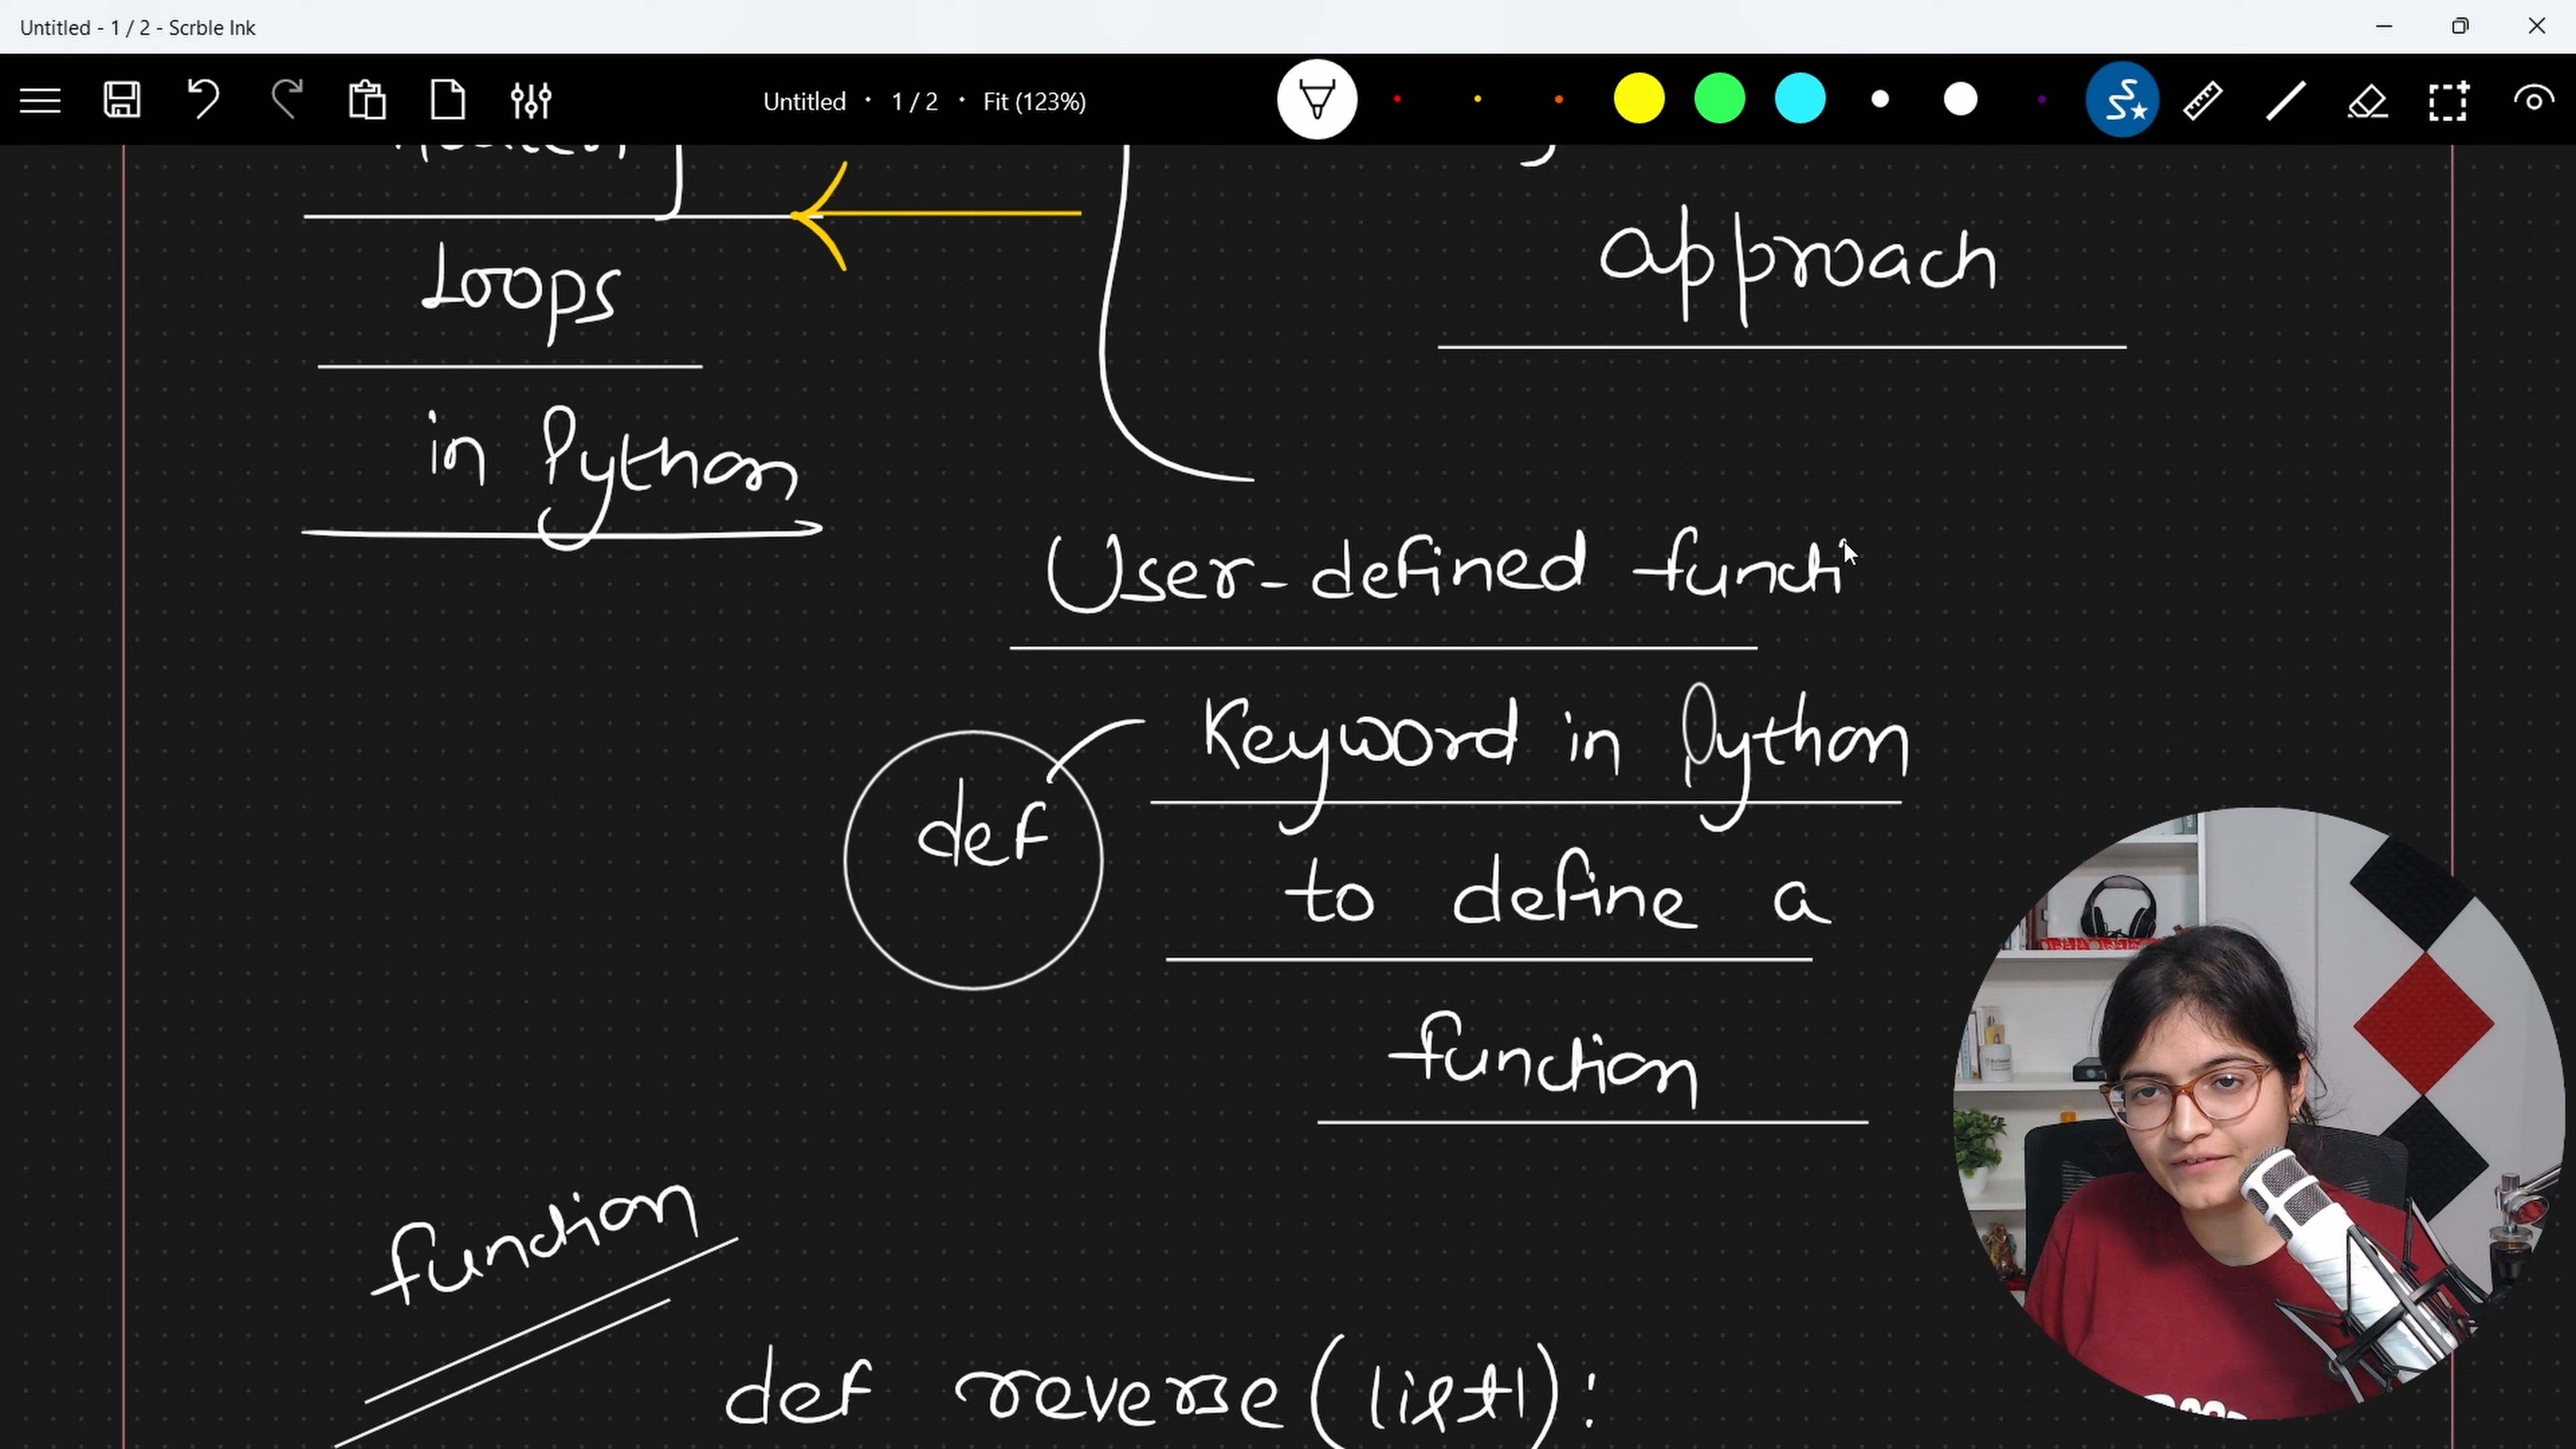 Untitled - 1 / 2 - Scrble Ink
Untitled • 1 / 2 • Fit (123%)
Loops
in Python
approach
User-defined functi
def
Keyword in Python
to define a
function
function
def reverse(list1):